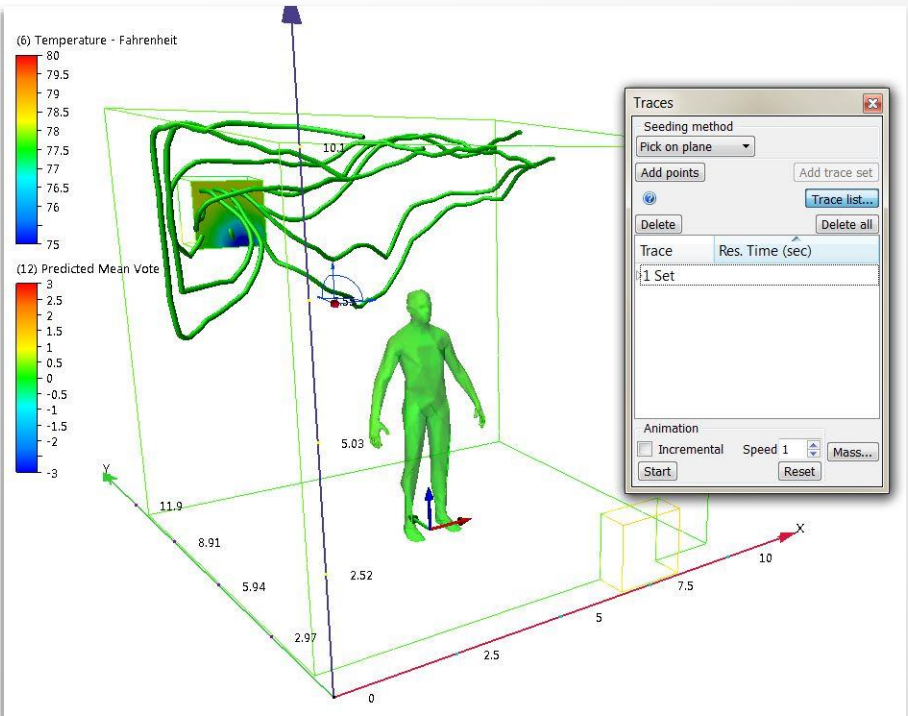 (6) Temperature - Fahrenheit
80
79.5
79
78.5
78
77.5
77
76.5
76
75.5
75
(12) Predicted Mean Vote
3
2.5
2
1.5
1
0.5
0
-0.5
-1
-1.5
-2
-2.5
-3
10.1
5.03
2.52
Y
11.9
8.91
5.94
2.97
0
2.5
5
7.5
10
X
Traces
Seeding method
Pick on plane
Add points
Add trace set
Trace list...
Delete
Delete all
Trace Res. Time (sec)
1 Set
Animation
Incremental Speed 1 Mass...
Start Reset